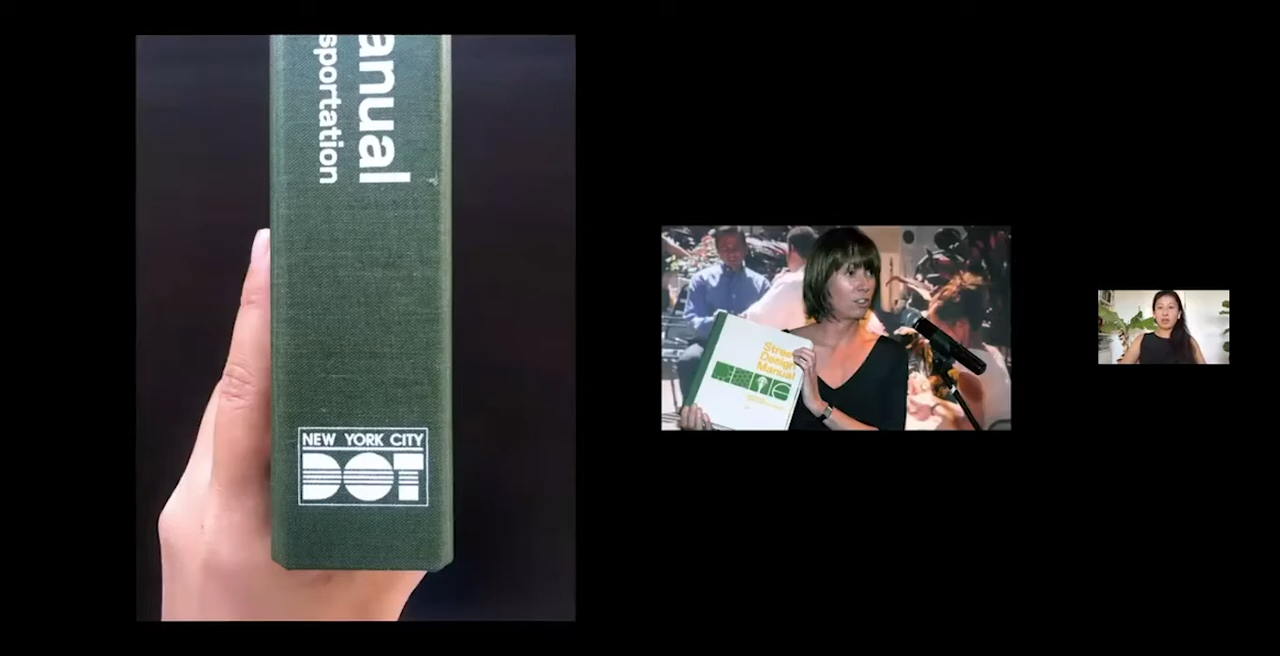 anual
sportation
NEW YORK CITY
DOT
Street
Design
Manual